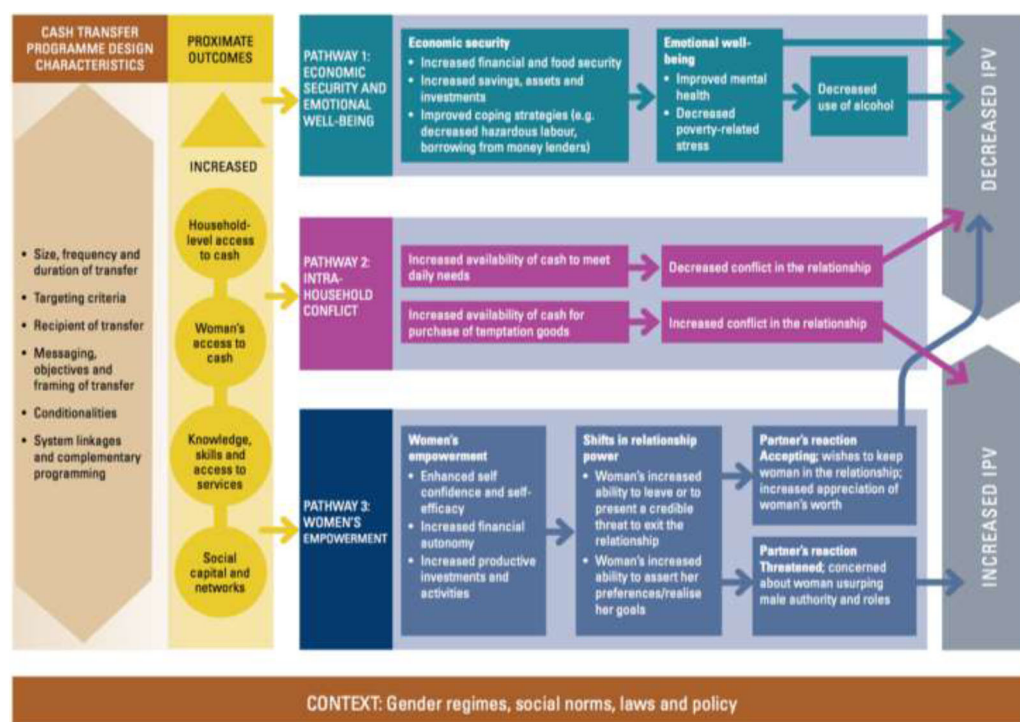 CASH TRANSFER
PROGRAMME DESIGN
CHARACTERISTICS
• Size, frequency and
duration of transfer
• Targeting criteria
• Recipient of transfer
• Messaging,
objectives and
framing of transfer
• Conditionalities
• System linkages
and complementary
programming
PROXIMATE
OUTCOMES
INCREASED
Household-
level access
to cash
Woman's
access to
cash
Knowledge,
skills and
access to
services
Social
capital and
networks
PATHWAY 1:
ECONOMIC
SECURITY AND
EMOTIONAL
WELL-BEING
Economic security
• Increased financial and food security
• Increased savings, assets and
investments
• Improved coping strategies (e.g.
decreased hazardous labour,
borrowing from money lenders)
Emotional well-
being
• Improved mental
health
• Decreased
poverty-related
stress
Decreased
use of alcohol
PATHWAY 2:
INTRA-
HOUSEHOLD
CONFLICT
Increased availability of cash to meet
daily needs
Decreased conflict in the relationship
Increased availability of cash for
purchase of temptation goods
Increased conflict in the relationship
PATHWAY 3:
WOMEN'S
EMPOWERMENT
Women's
empowerment
• Enhanced self
confidence and self-
efficacy
• Increased financial
autonomy
• Increased productive
investments and
activities
Shifts in relationship
power
• Woman's increased
ability to leave or to
present a credible
threat to exit the
relationship
• Woman's increased
ability to assert her
preferences/realise
her goals
Partner's reaction
Accepting; wishes to keep
woman in the relationship;
increased appreciation of
woman's worth
Partner's reaction
Threatened; concerned
about woman usurping
male authority and roles
DECREASED IPV
INCREASED IPV
CONTEXT: Gender regimes, social norms, laws and policy